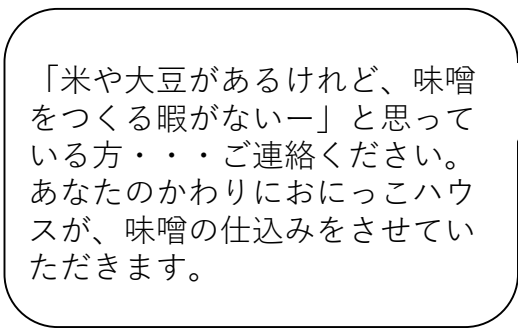 「米や大豆があるけれど、味噌
をつくる暇がないー」と思って
いる方・・・ご連絡ください。
あなたのかわりにおにっこハウ
スが、味噌の仕込みをさせてい
ただきます。